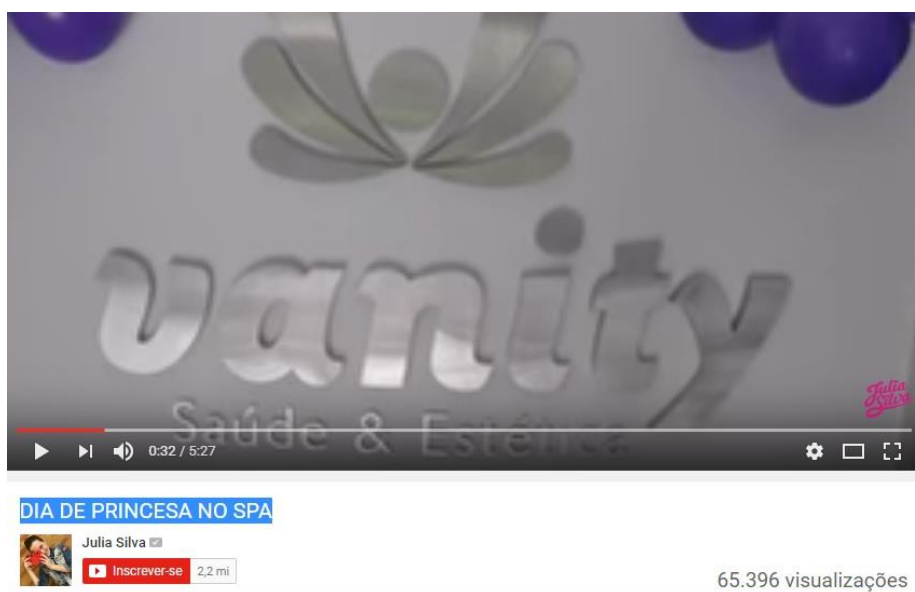 vanity
Saúde & Estética
Julia
Silva
0:32 / 5:27
DIA DE PRINCESA NO SPA
Julia Silva
Inscrever-se 2,2 mi
65.396 visualizações